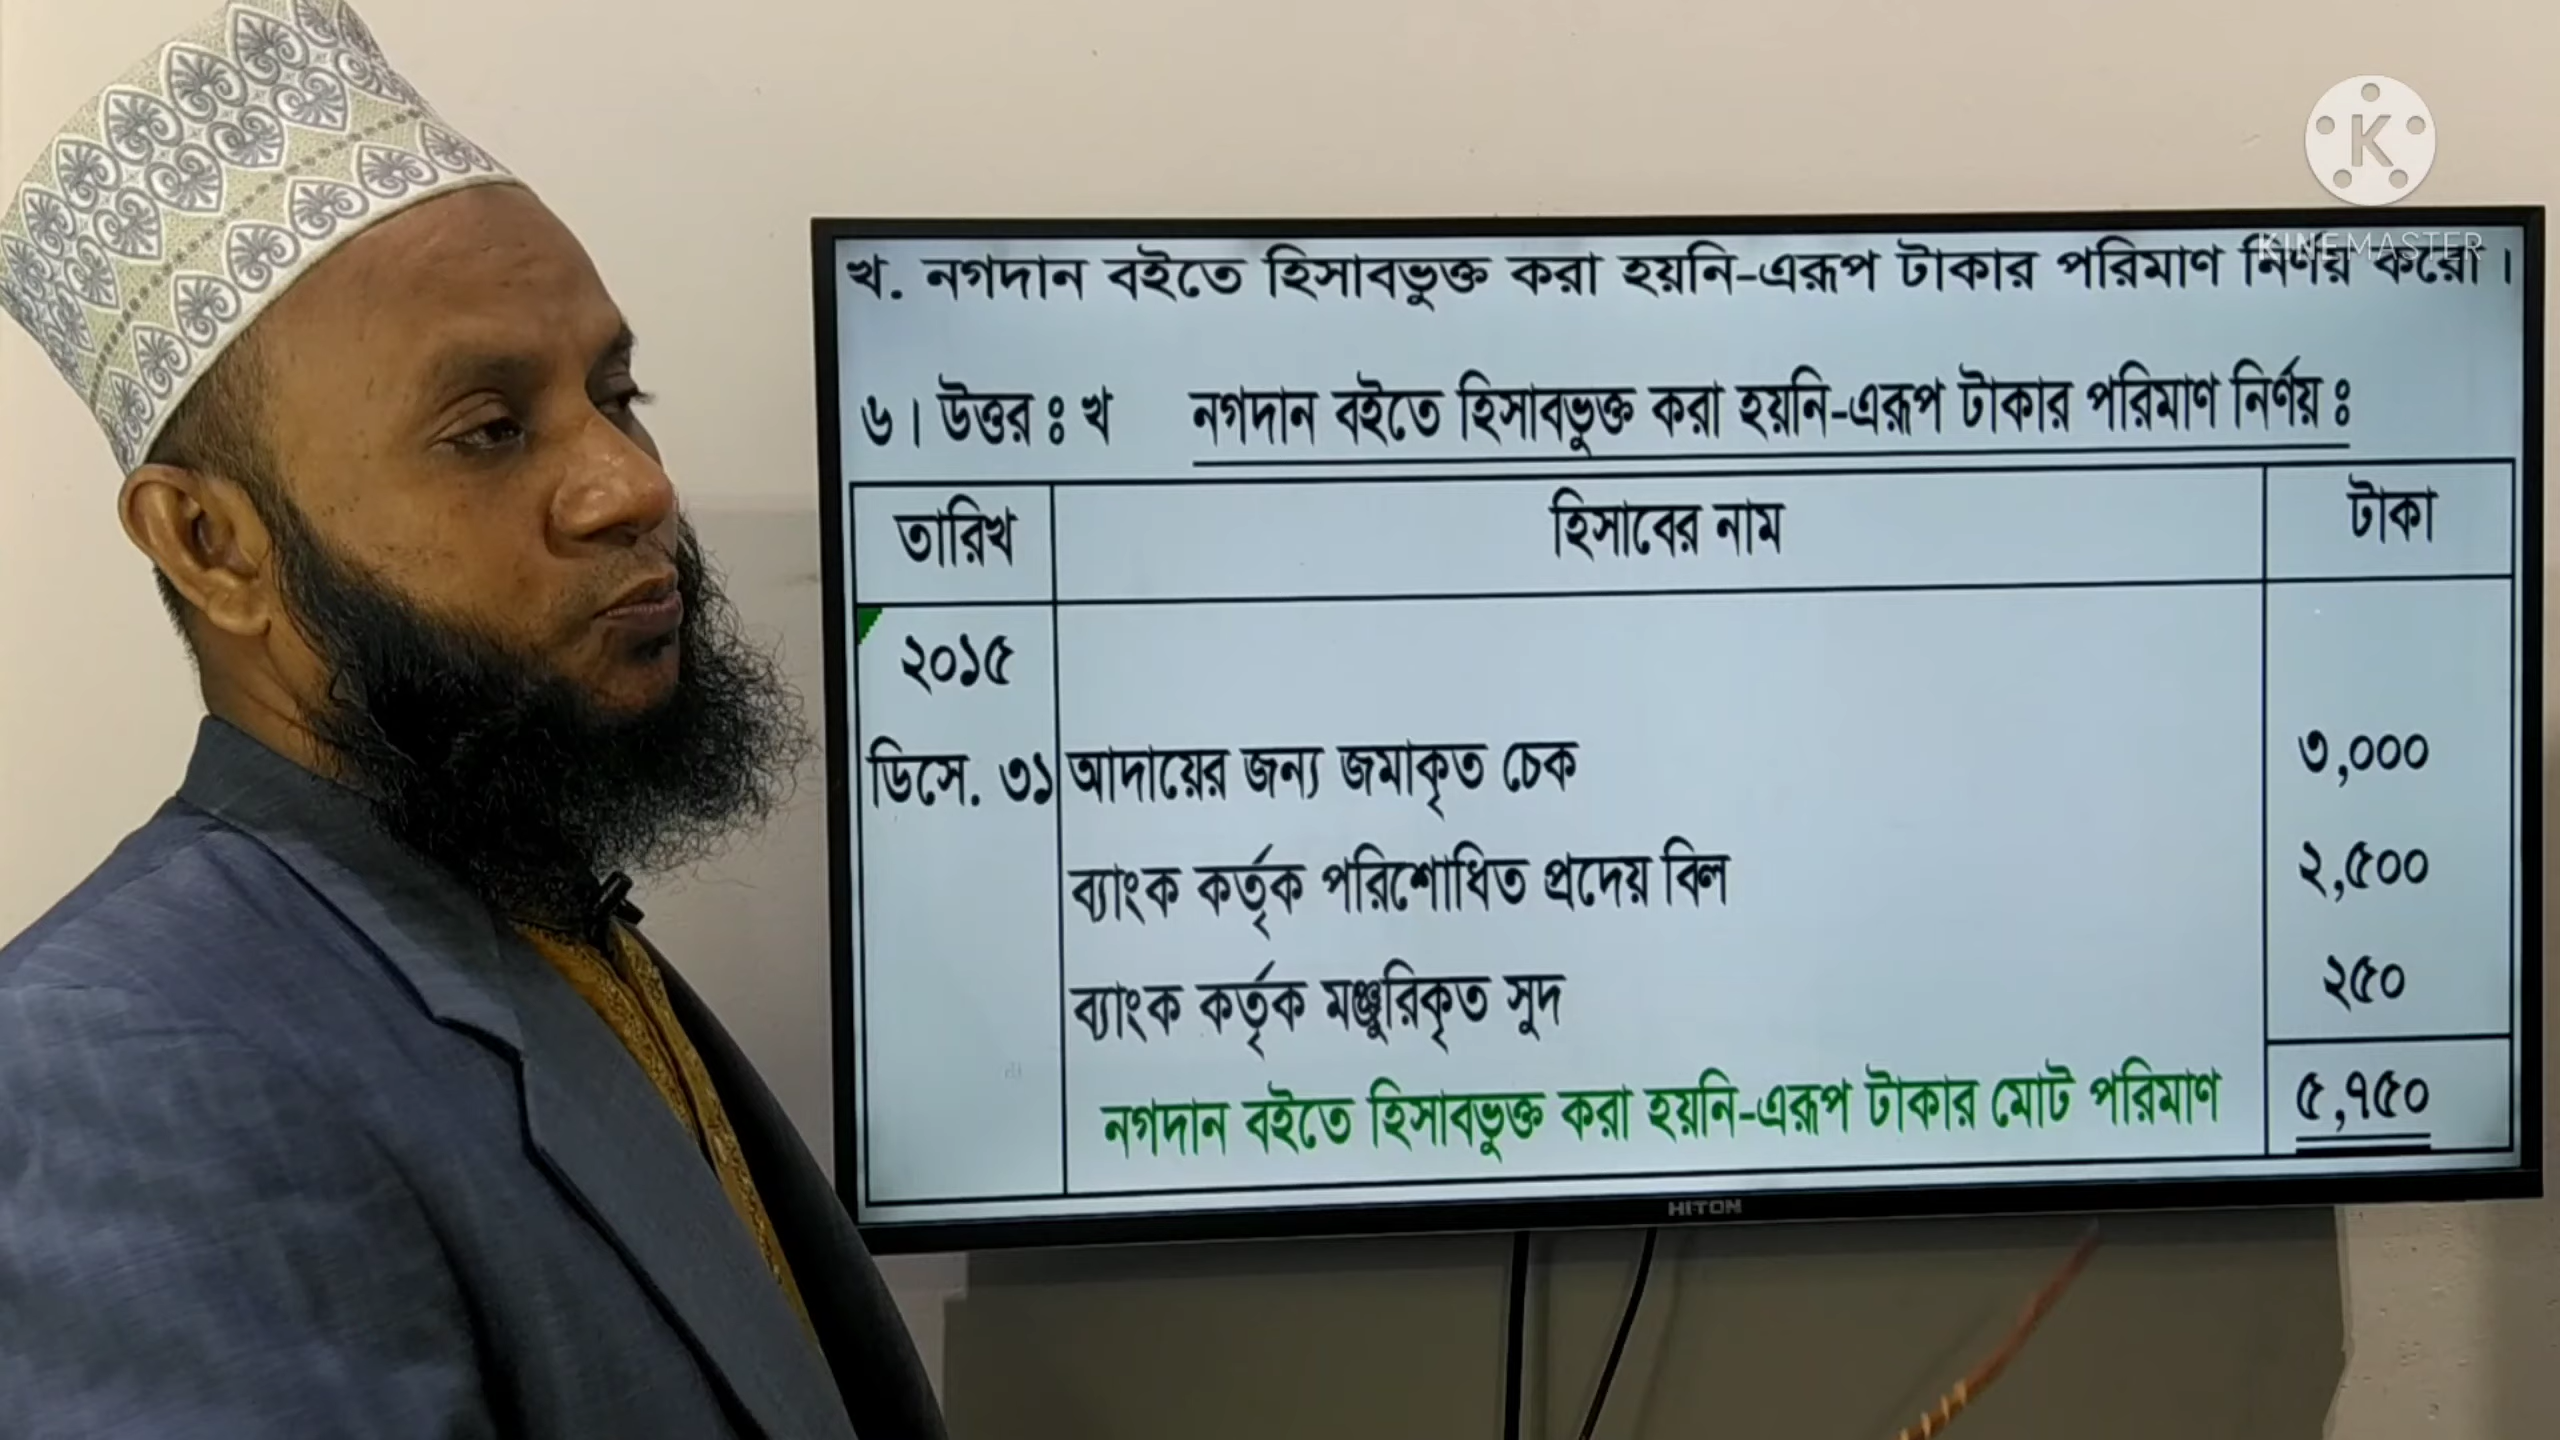 K
KINEMASTER
খ. নগদান বইতে হিসাবভুক্ত করা হয়নি-এরূপ টাকার পরিমাণ নির্ণয় করো।
৬। উত্তর ঃ খ নগদান বইতে হিসাবভুক্ত করা হয়নি-এরূপ টাকার পরিমাণ নির্ণয় ঃ
তারিখ হিসাবের নাম টাকা
২০১৫
ডিসে. ৩১ আদায়ের জন্য জমাকৃত চেক ৩,০০০
ব্যাংক কর্তৃক পরিশোধিত প্রদেয় বিল ২,৫০০
ব্যাংক কর্তৃক মঞ্জুরিকৃত সুদ ২৫০
নগদান বইতে হিসাবভুক্ত করা হয়নি-এরূপ টাকার মোট পরিমাণ ৫,৭৫০
HITON